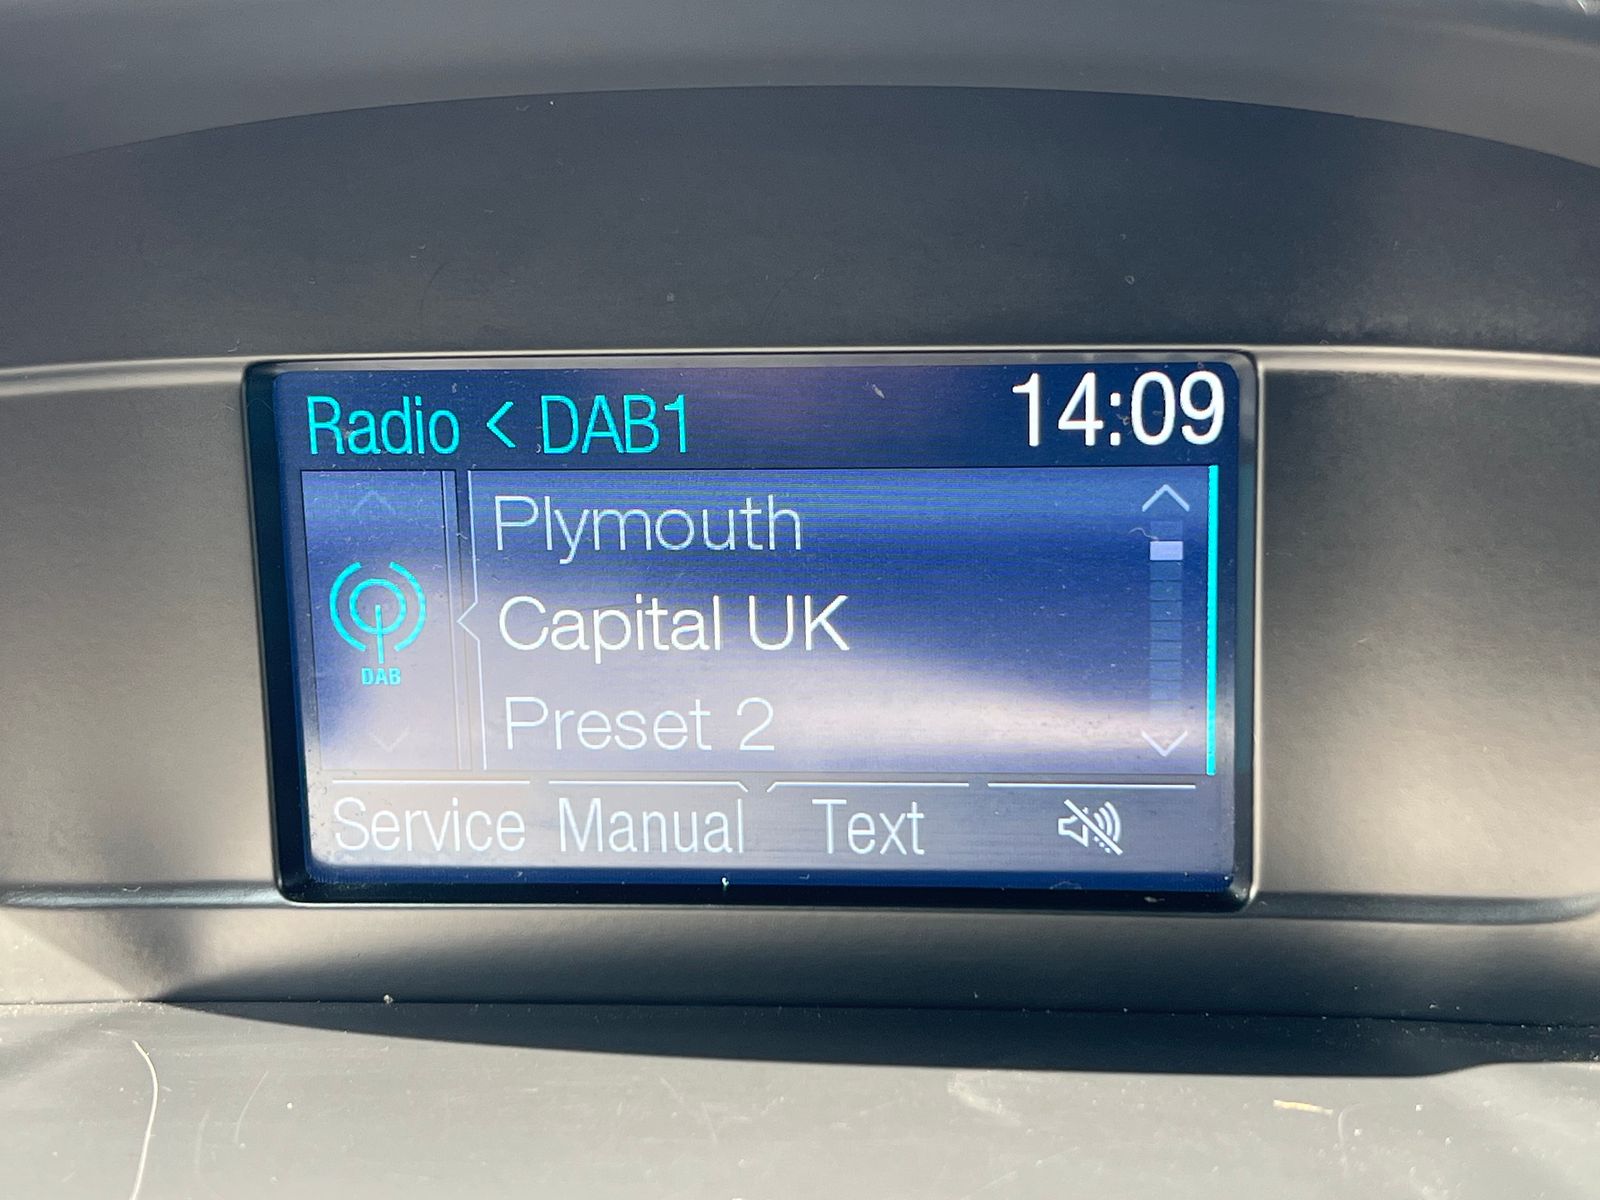 Radio < DAB1 14:09
Plymouth
Capital UK
DAB
Preset 2
Service Manual Text